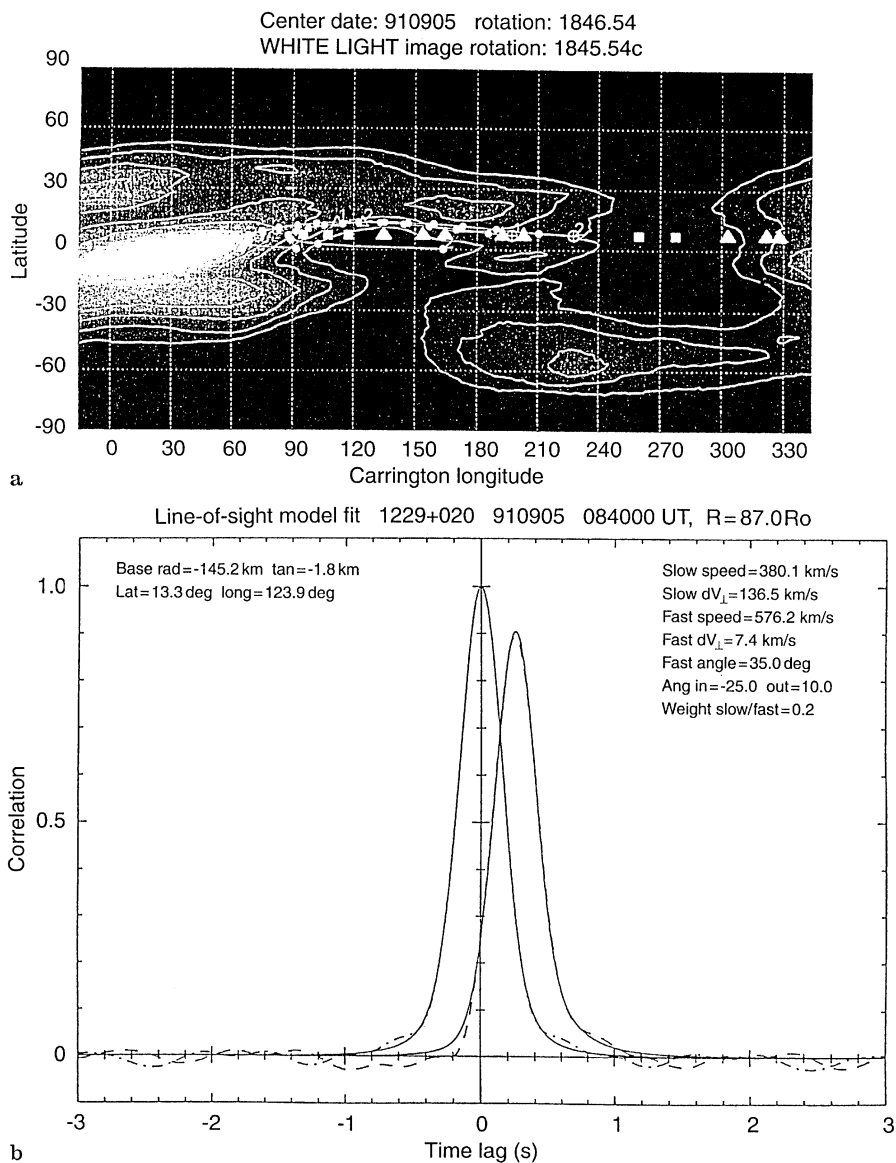 Center date: 910905 rotation: 1846.54
WHITE LIGHT image rotation: 1845.54c
90
60
30
0
-30
-60
-90
Latitude
2
2
0 30 60 90 120 150 180 210 240 270 300 330
Carrington longitude
a
Line-of-sight model fit 1229+020 910905 084000 UT, R=87.0Ro
Base rad=-145.2 km tan=-1.8 km
Lat=13.3 deg long=123.9 deg
Slow speed=380.1 km/s
Slow dV⊥=136.5 km/s
Fast speed=576.2 km/s
Fast dV⊥=7.4 km/s
Fast angle=35.0 deg
Ang in=-25.0 out=10.0
Weight slow/fast=0.2
1.0
0.5
0
Correlation
-3 -2 -1 0 1 2 3
Time lag (s)
b